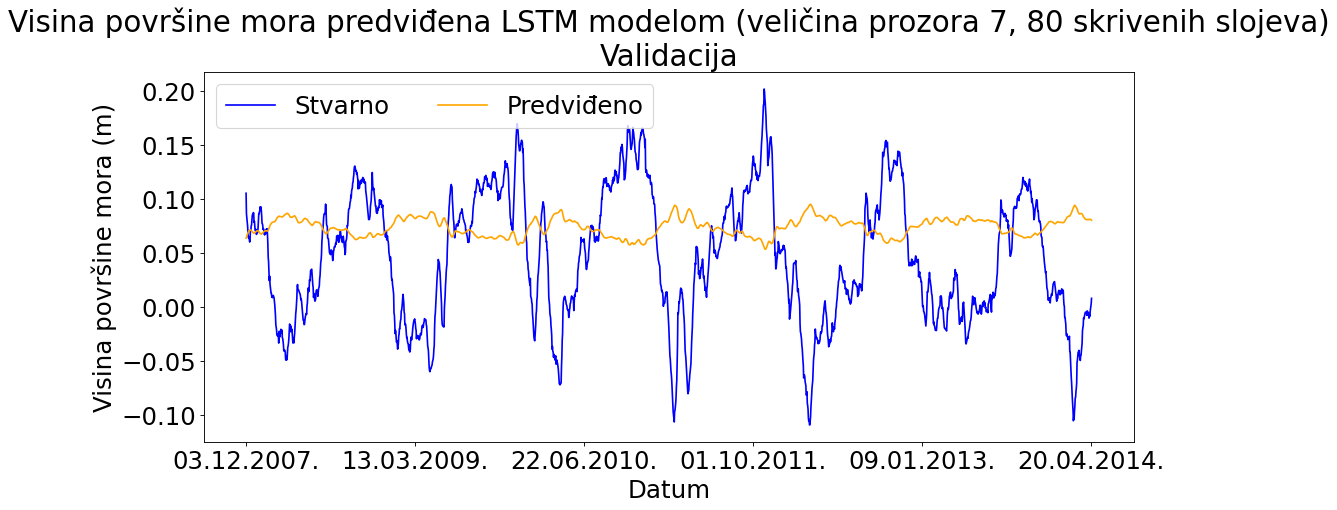 Visina površine mora predviđena LSTM modelom (veličina prozora 7, 80 skrivenih slojeva)
Validacija
Stvarno Predviđeno
Visina površine mora (m)
0.20
0.15
0.10
0.05
0.00
−0.05
−0.10
03.12.2007. 13.03.2009. 22.06.2010. 01.10.2011. 09.01.2013. 20.04.2014.
Datum